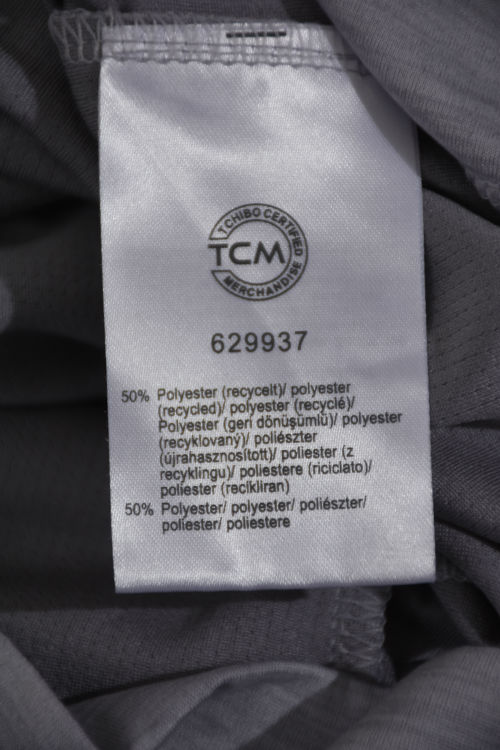 TCHIBO CERTIFIED
TCM
MERCHANDISE
629937
50% Polyester (recycelt)/ polyester
(recycled)/ polyester (recyclé)/
Polyester (geri dönüşümlü)/ polyester
(recyklovaný)/ poliészter
(újrahasznosított)/ poliester (z
recyklingu)/ poliestere (riciclato)/
poliester (recikliran)
50% Polyester/ polyester/ poliészter/
poliester/ poliestere